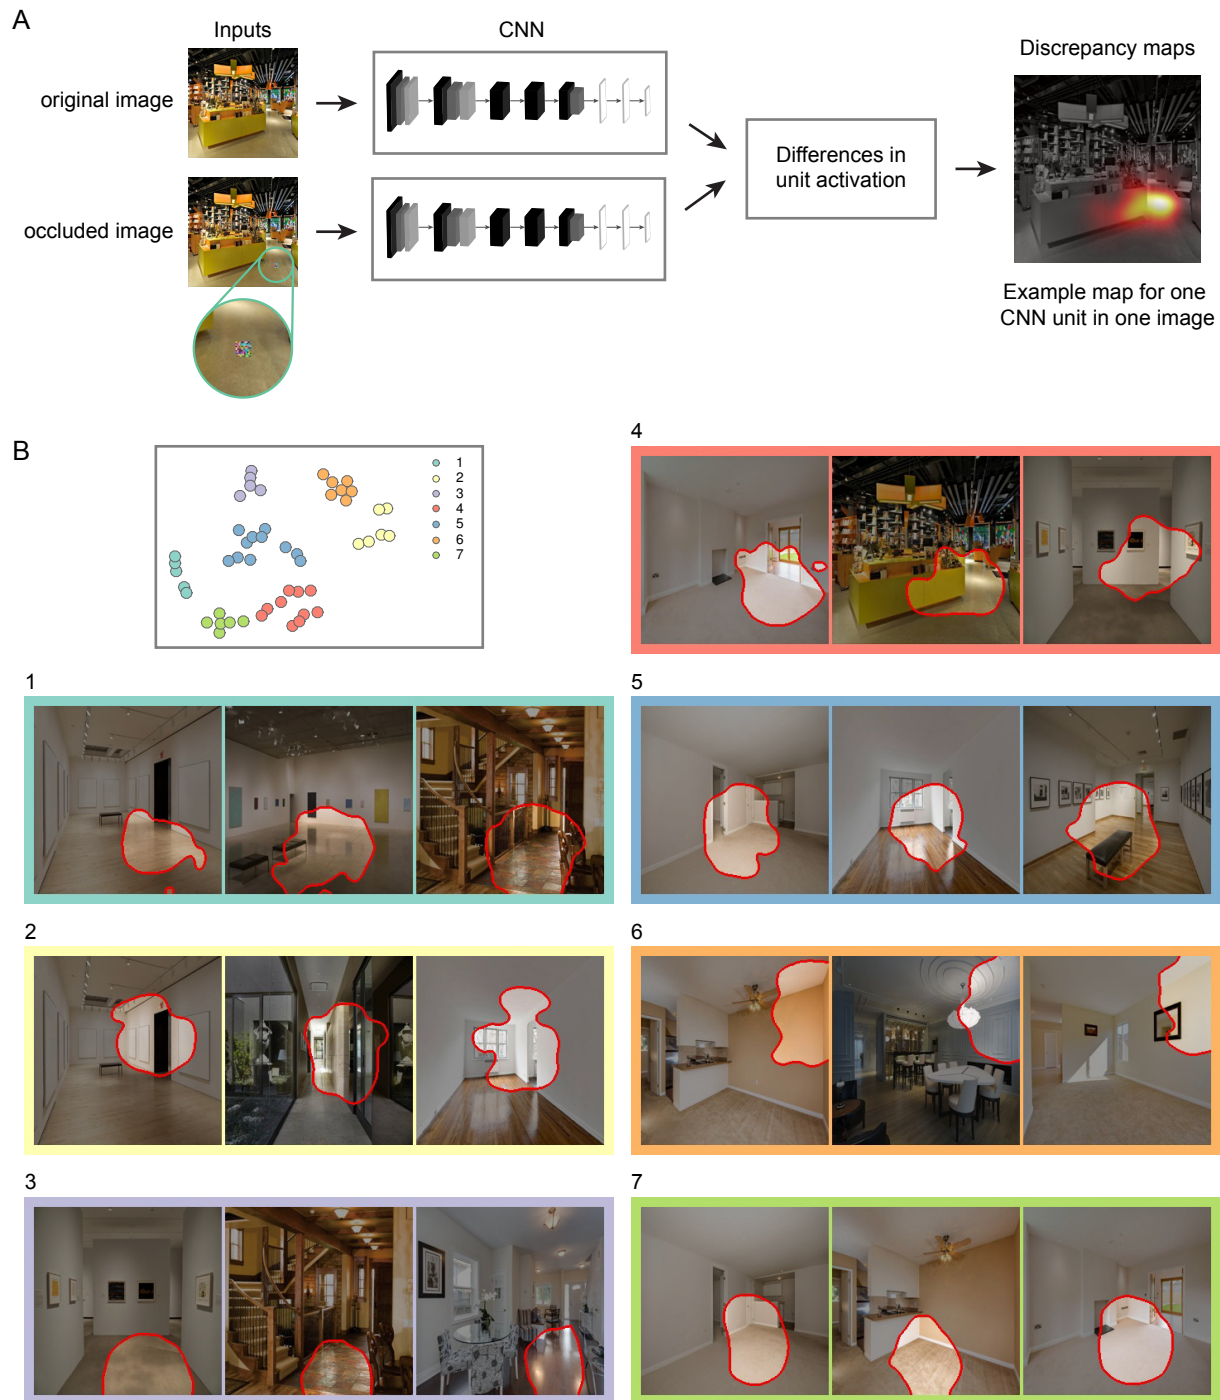 A
Inputs
CNN
Discrepancy maps
original image
occluded image
Differences in
unit activation
Example map for one
CNN unit in one image
B
1
2
3
4
5
6
7
4
1
5
2
6
3
7